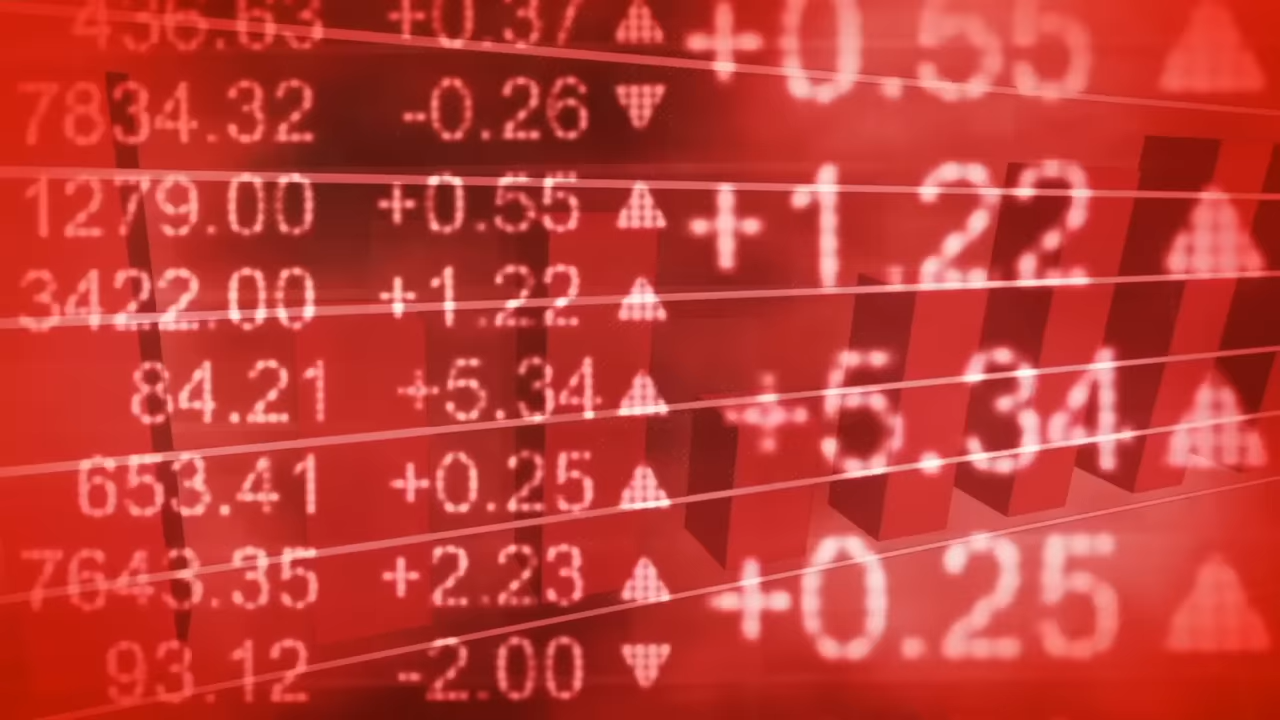 436.63 +0.37 ▲ +0.55 ▲
7834.32 -0.26 ▼
1279.00 +0.55 ▲ +1.22 ▲
3422.00 +1.22 ▲
84.21 +5.34 ▲ +5.34 ▲
653.41 +0.25 ▲
7643.35 +2.23 ▲ +0.25 ▲
93.12 -2.00 ▼